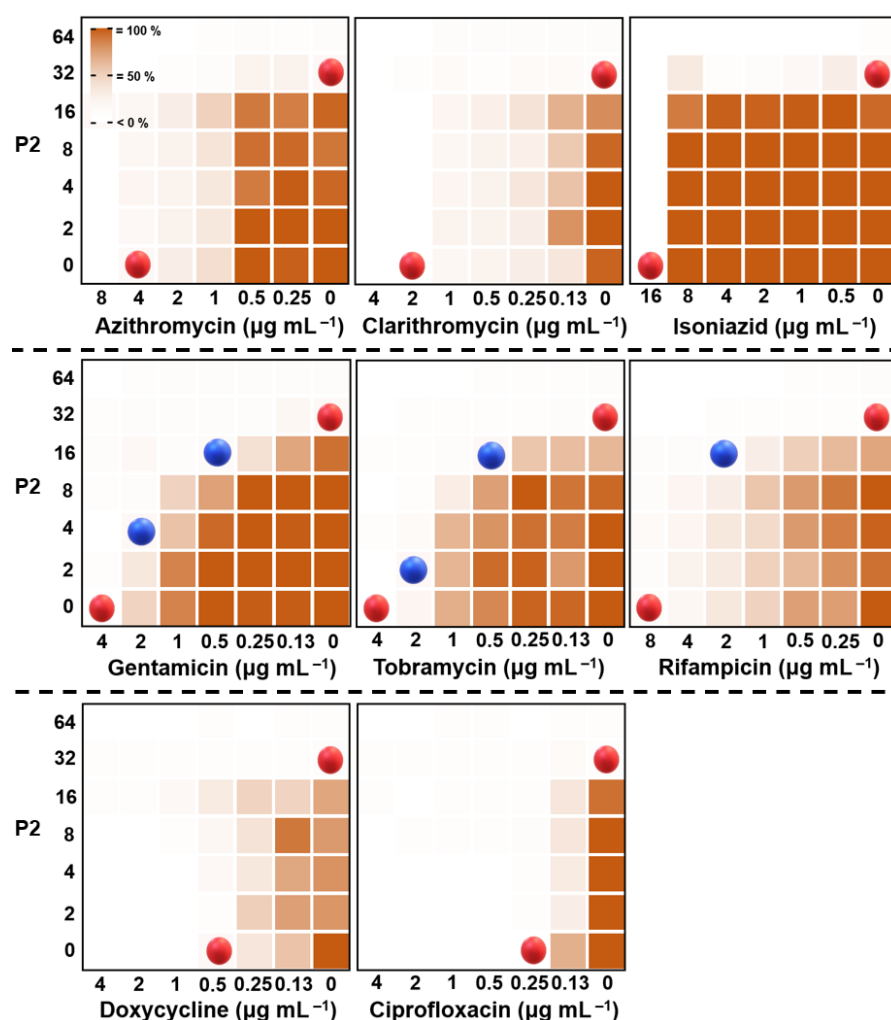 64
= 100 %
32
= 50 %
16
< 0 %
P2
8
4
2
0
8 4 2 1 0.5 0.25 0
4 2 1 0.5 0.25 0.13 0
16 8 4 2 1 0.5 0
Azithromycin (µg mL⁻¹)
Clarithromycin (µg mL⁻¹)
Isoniazid (µg mL⁻¹)
64
32
16
P2
8
4
2
0
4 2 1 0.5 0.25 0.13 0
4 2 1 0.5 0.25 0.13 0
8 4 2 1 0.5 0.25 0
Gentamicin (µg mL⁻¹)
Tobramycin (µg mL⁻¹)
Rifampicin (µg mL⁻¹)
64
32
16
P2
8
4
2
0
4 2 1 0.5 0.25 0.13 0
4 2 1 0.5 0.25 0.13 0
Doxycycline (µg mL⁻¹)
Ciprofloxacin (µg mL⁻¹)